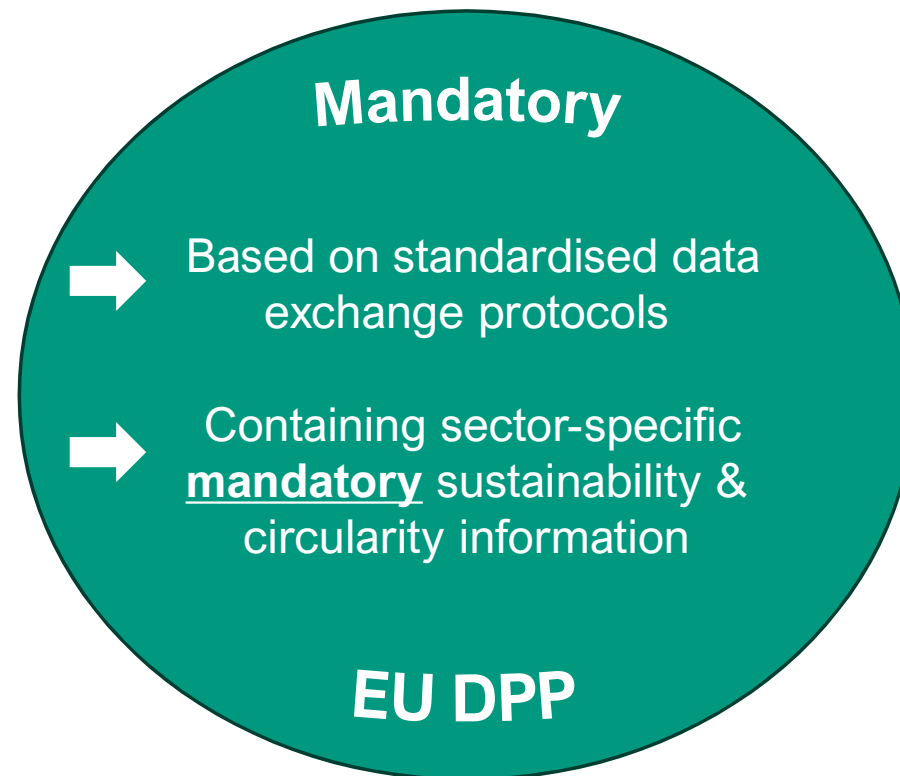 Mandatory
Based on standardised data
exchange protocols
Containing sector-specific
mandatory sustainability &
circularity information
EU DPP